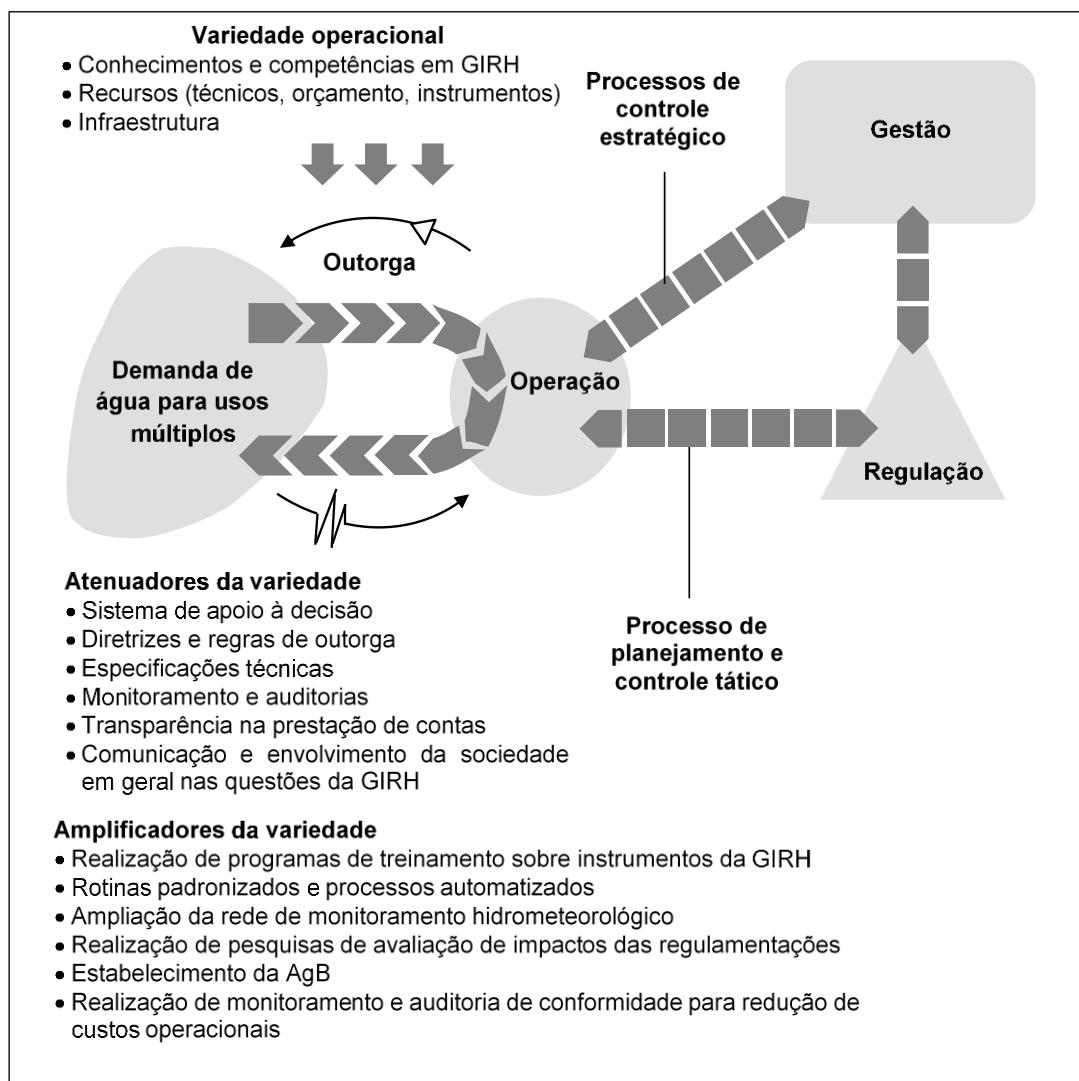 Variedade operacional
• Conhecimentos e competências em GIRH
• Recursos (técnicos, orçamento, instrumentos)
• Infraestrutura
Processos de
controle
estratégico
Gestão
Outorga
Demanda de
água para usos
múltiplos
Operação
Regulação
Atenuadores da variedade
• Sistema de apoio à decisão
• Diretrizes e regras de outorga
• Especificações técnicas
• Monitoramento e auditorias
• Transparência na prestação de contas
• Comunicação e envolvimento da sociedade
em geral nas questões da GIRH
Processo de
planejamento e
controle tático
Amplificadores da variedade
• Realização de programas de treinamento sobre instrumentos da GIRH
• Rotinas padronizados e processos automatizados
• Ampliação da rede de monitoramento hidrometeorológico
• Realização de pesquisas de avaliação de impactos das regulamentações
• Estabelecimento da AgB
• Realização de monitoramento e auditoria de conformidade para redução de
custos operacionais